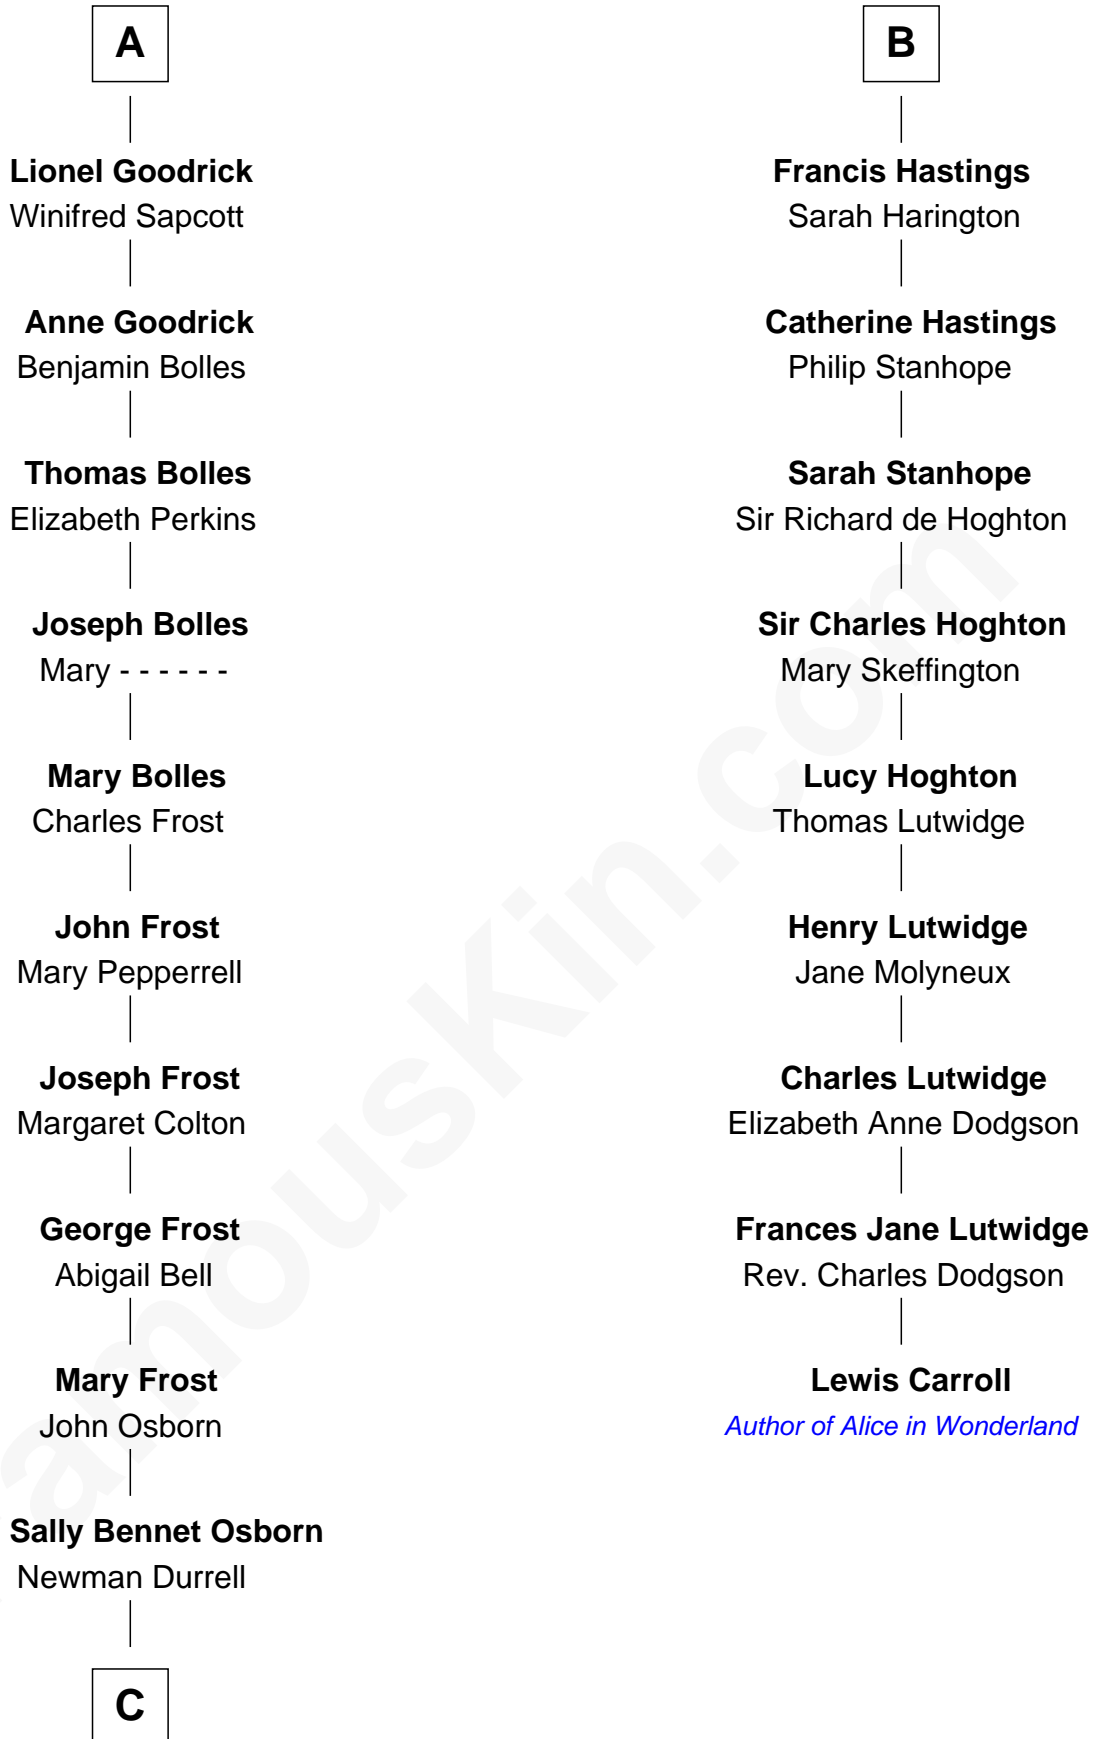 A
Lionel Goodrick
Winifred Sapcott
Anne Goodrick
Benjamin Bolles
Thomas Bolles
Elizabeth Perkins
Joseph Bolles
Mary - - - - - -
Mary Bolles
Charles Frost
John Frost
Mary Pepperrell
Joseph Frost
Margaret Colton
George Frost
Abigail Bell
Mary Frost
John Osborn
Sally Bennet Osborn
Newman Durrell
C
B
Francis Hastings
Sarah Harington
Catherine Hastings
Philip Stanhope
Sarah Stanhope
Sir Richard de Hoghton
Sir Charles Hoghton
Mary Skeffington
Lucy Hoghton
Thomas Lutwidge
Henry Lutwidge
Jane Molyneux
Charles Lutwidge
Elizabeth Anne Dodgson
Frances Jane Lutwidge
Rev. Charles Dodgson
Lewis Carroll
Author of Alice in Wonderland
amouskin.com